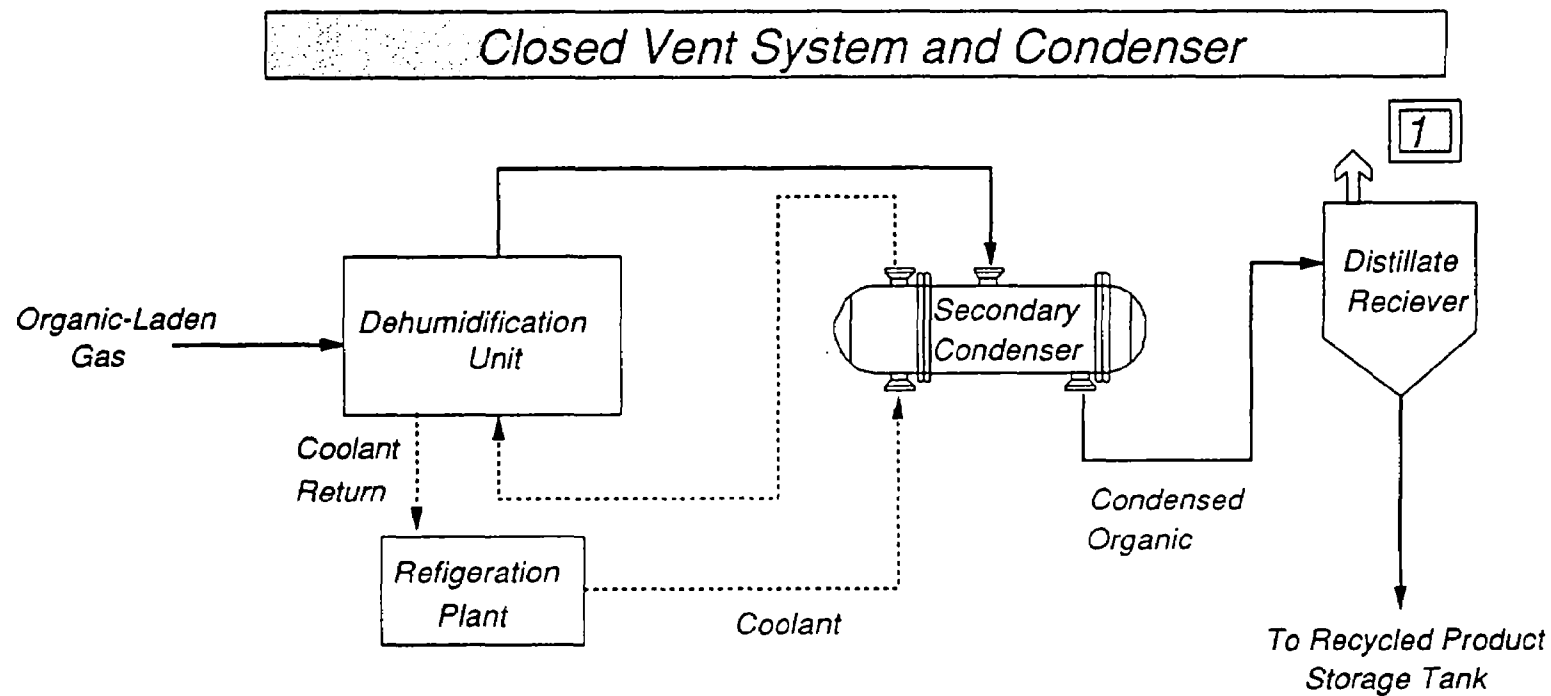 Closed Vent System and Condenser
1
Organic-Laden
Gas
Dehumidification
Unit
Secondary
Condenser
Distillate
Reciever
Coolant
Return
Condensed
Organic
Refigeration
Plant
Coolant
To Recycled Product
Storage Tank